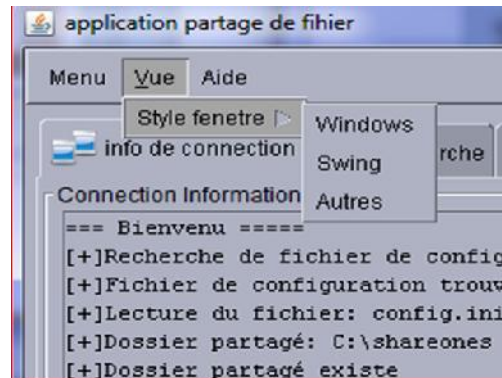 application partage de fihier
Menu Vue Aide
Style fenetre
Windows
Swing
Autres
info de connection
rche
Connection Information
=== Bienvenu =====
[+]Recherche de fichier de config
[+]Fichier de configuration trouv
[+]Lecture du fichier: config.ini
[+]Dossier partagé: C:\shareones
[+]Dossier partagé existe